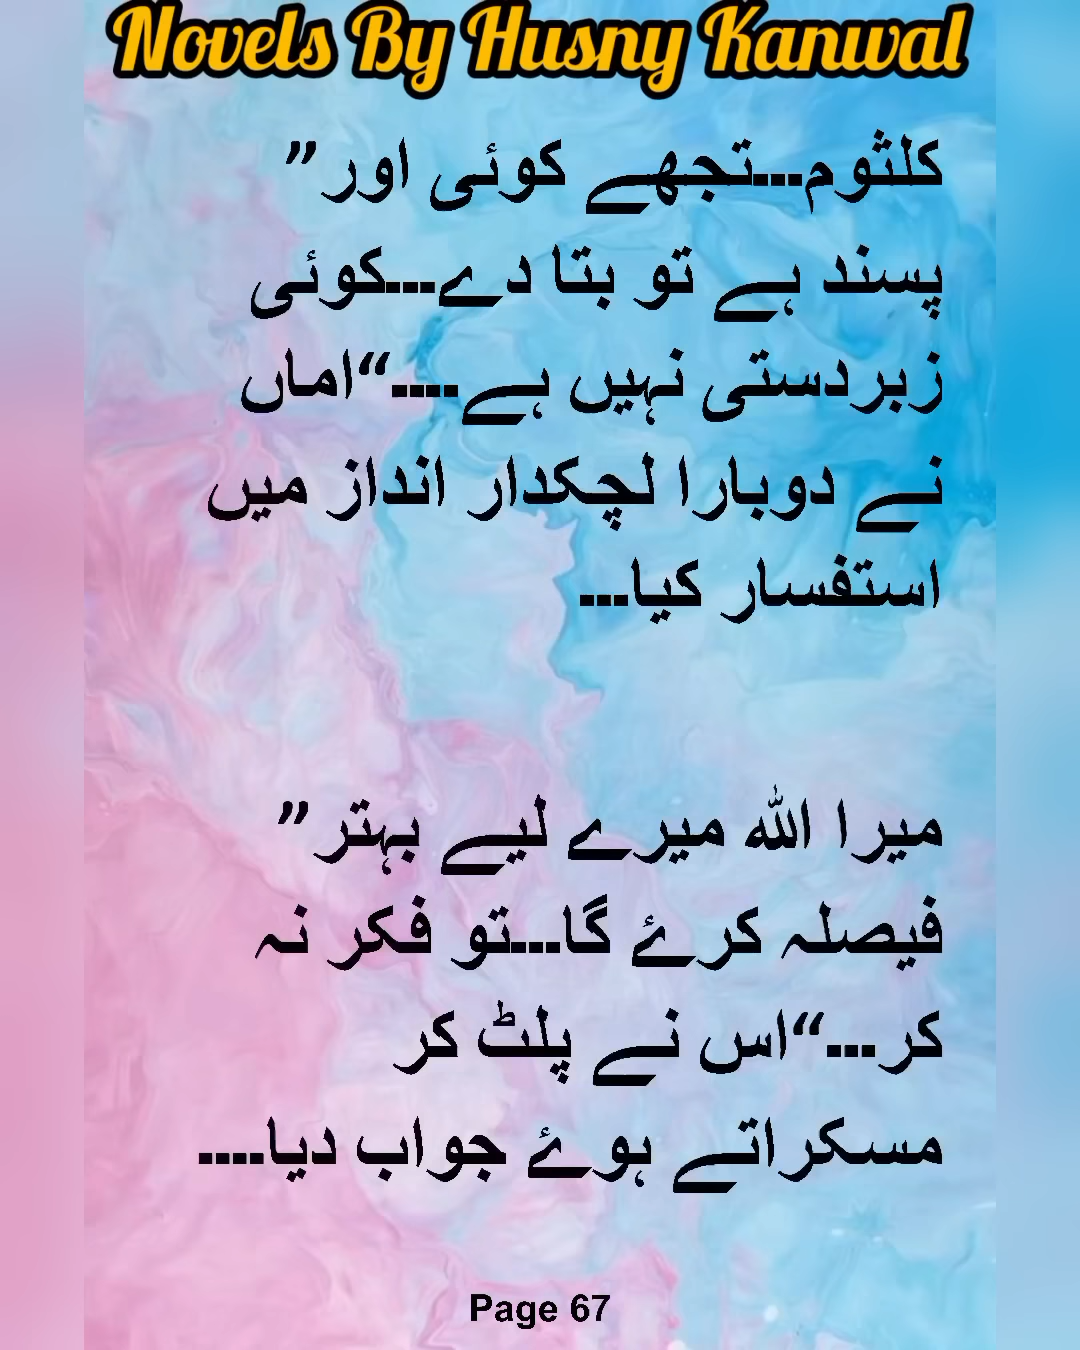 Novels By Husny Kanwal
کلثوم...تجھے کوئی اور”
پسند ہے تو بتا دے...کوئی
زبردستی نہیں ہے....“اماں
نے دوبارا لچکدار انداز میں
استفسار کیا...
میرا اللہ میرے لیے بہتر”
فیصلہ کرۓ گا...تو فکر نہ
کر...“اس نے پلٹ کر
مسکراتے ہوۓ جواب دیا....
Page 67